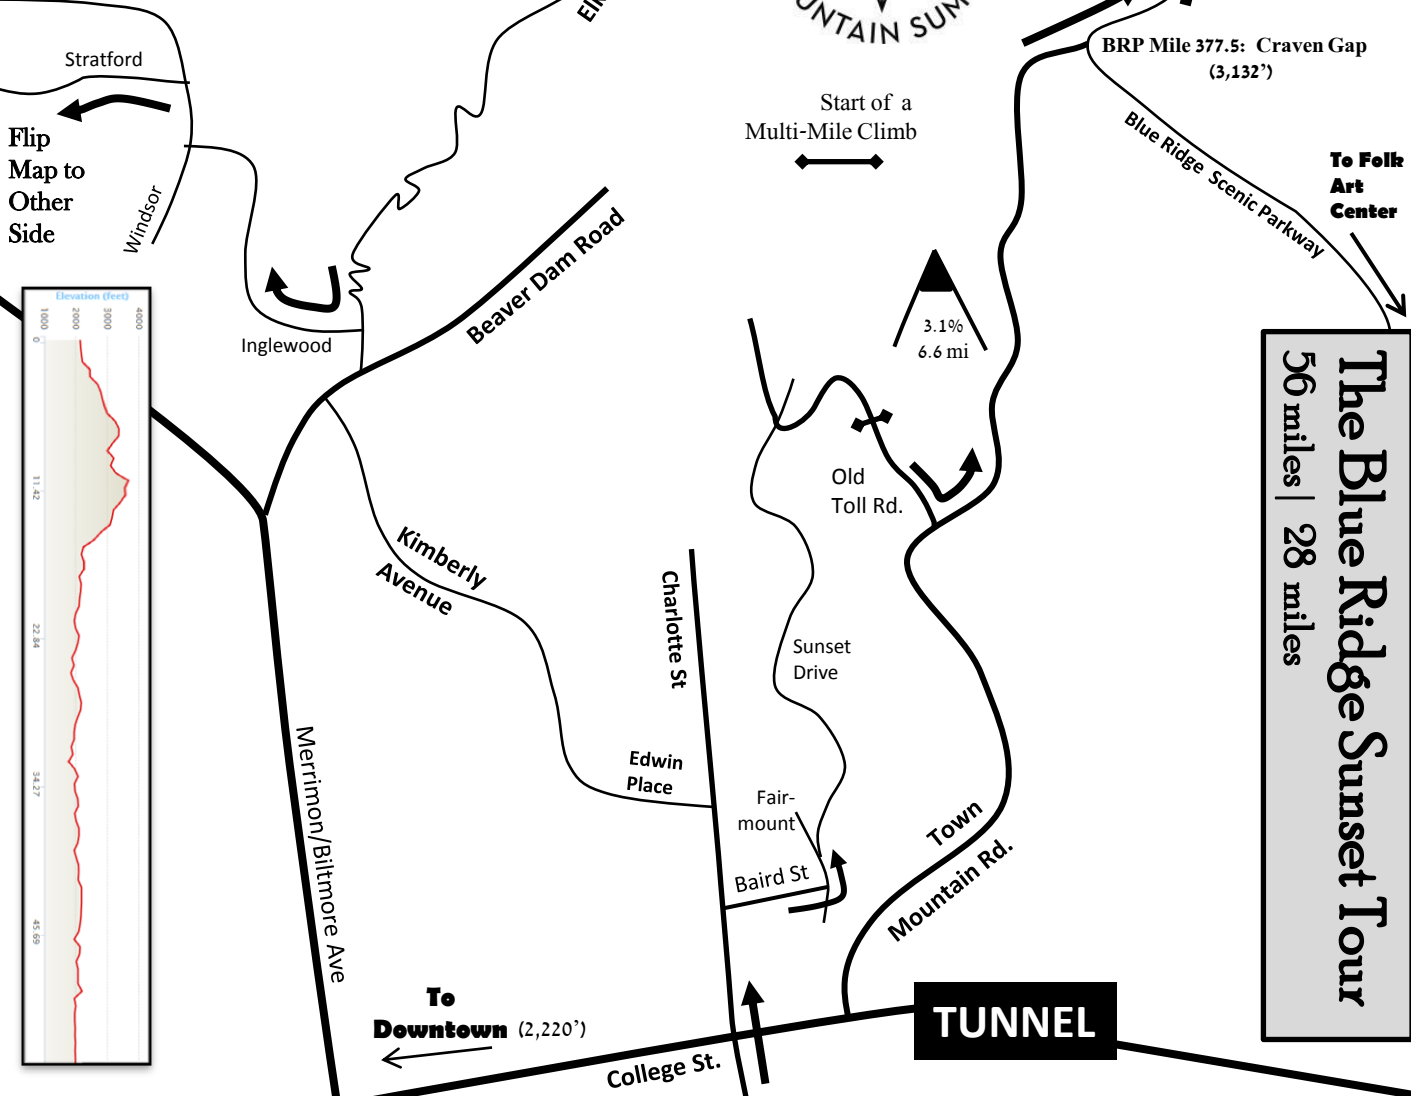 UNTAIN SUM
BRP Mile 377.5: Craven Gap
(3,132’)
Stratford
Start of a
Multi-Mile Climb
Flip
Map to
Other
Side
Windsor
Blue Ridge Scenic Parkway
To Folk
Art
Center
Beaver Dam Road
Inglewood
3.1%
6.6 mi
Elevation (feet)
1000
2000
3000
4000
0
11.42
22.84
34.27
45.69
The Blue Ridge Sunset Tour
56 miles | 28 miles
Old
Toll Rd.
Kimberly
Avenue
Charlotte St
Sunset
Drive
Merrimon/Biltmore Ave
Edwin
Place
Fair-
mount
Baird St
Town
Mountain Rd.
To
Downtown (2,220’)
TUNNEL
College St.